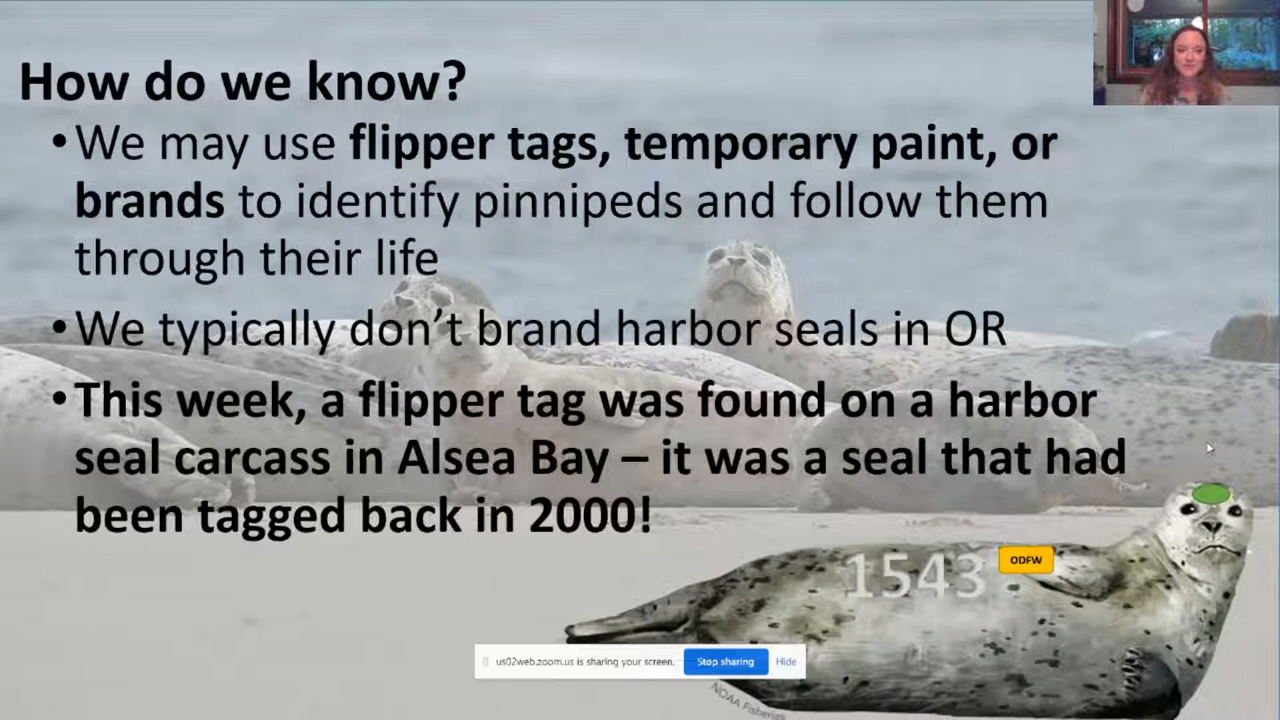 How do we know?
•We may use flipper tags, temporary paint, or
brands to identify pinnipeds and follow them
through their life
•We typically don’t brand harbor seals in OR
•This week, a flipper tag was found on a harbor
seal carcass in Alsea Bay – it was a seal that had
been tagged back in 2000!
1543
ODFW
us02web.zoom.us is sharing your screen.
Stop sharing
Hide
NOAA Fisheries